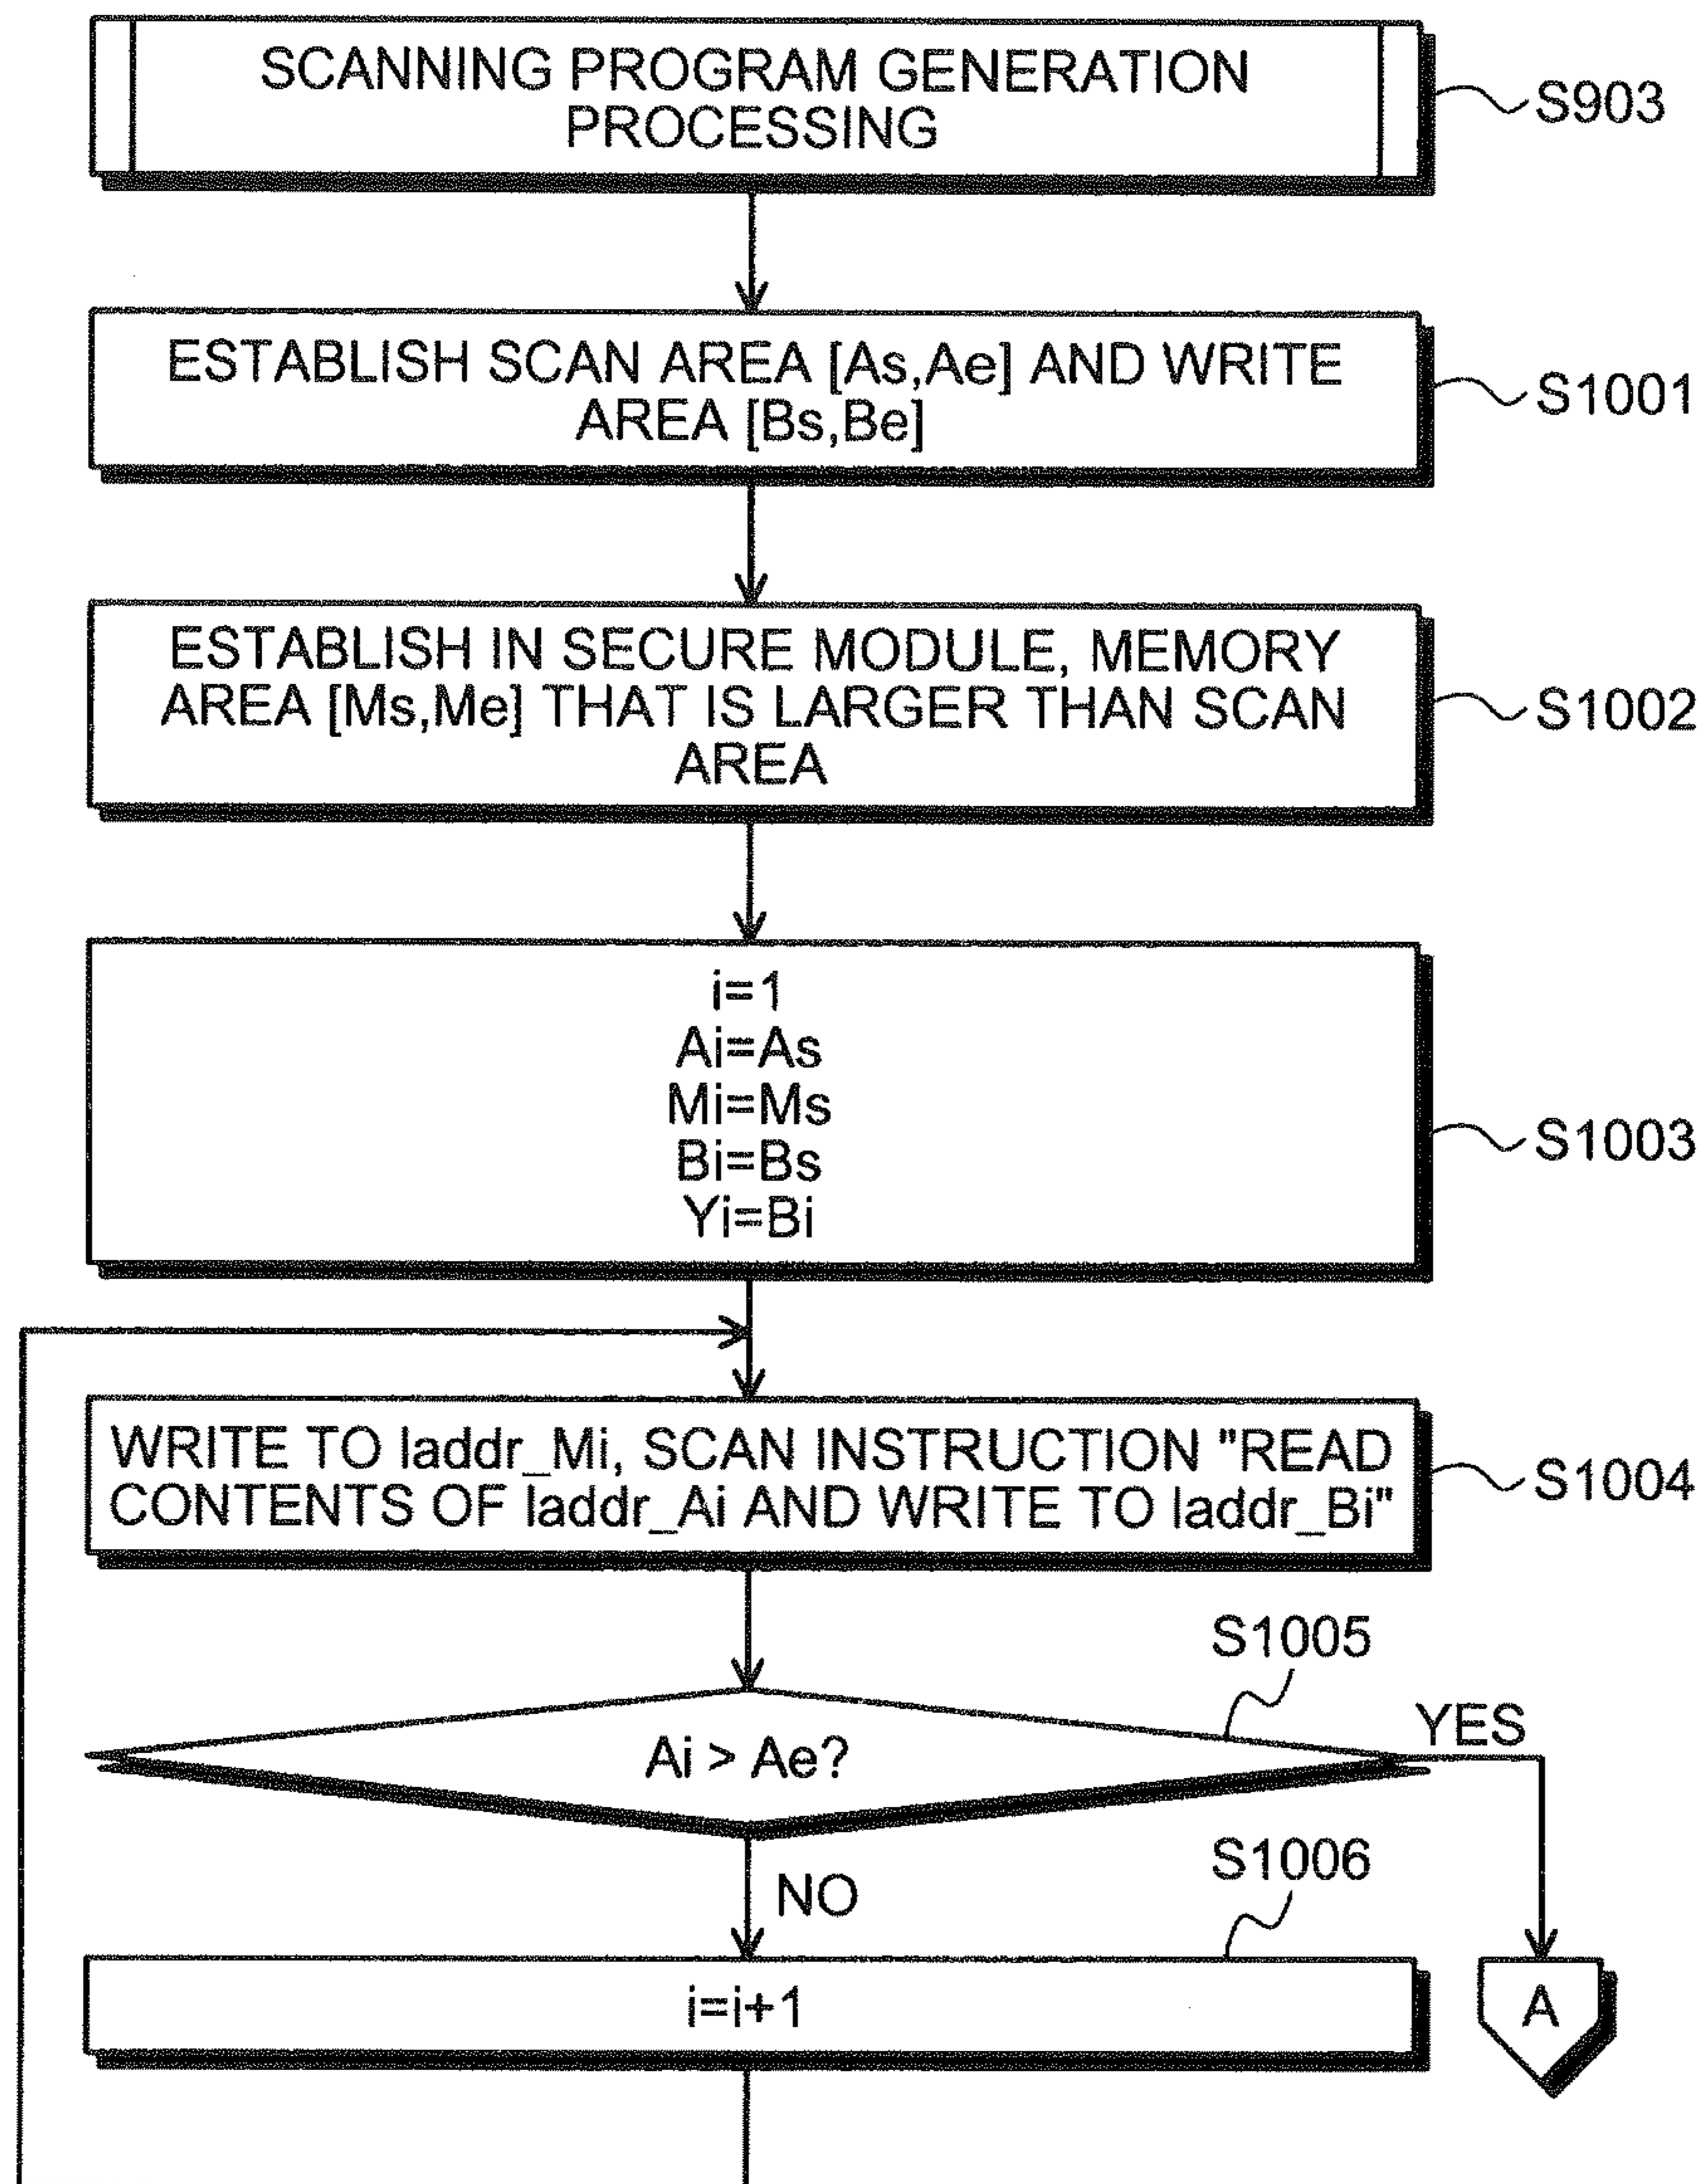 SCANNING PROGRAM GENERATION
PROCESSING
S903
ESTABLISH SCAN AREA [As,Ae] AND WRITE
AREA [Bs,Be]
S1001
ESTABLISH IN SECURE MODULE, MEMORY
AREA [Ms,Me] THAT IS LARGER THAN SCAN
AREA
S1002
i=1
Ai=As
Mi=Ms
Bi=Bs
Yi=Bi
S1003
WRITE TO laddr_Mi, SCAN INSTRUCTION "READ
CONTENTS OF laddr_Ai AND WRITE TO laddr_Bi"
S1004
S1005
Ai > Ae?
YES
NO
S1006
i=i+1
A